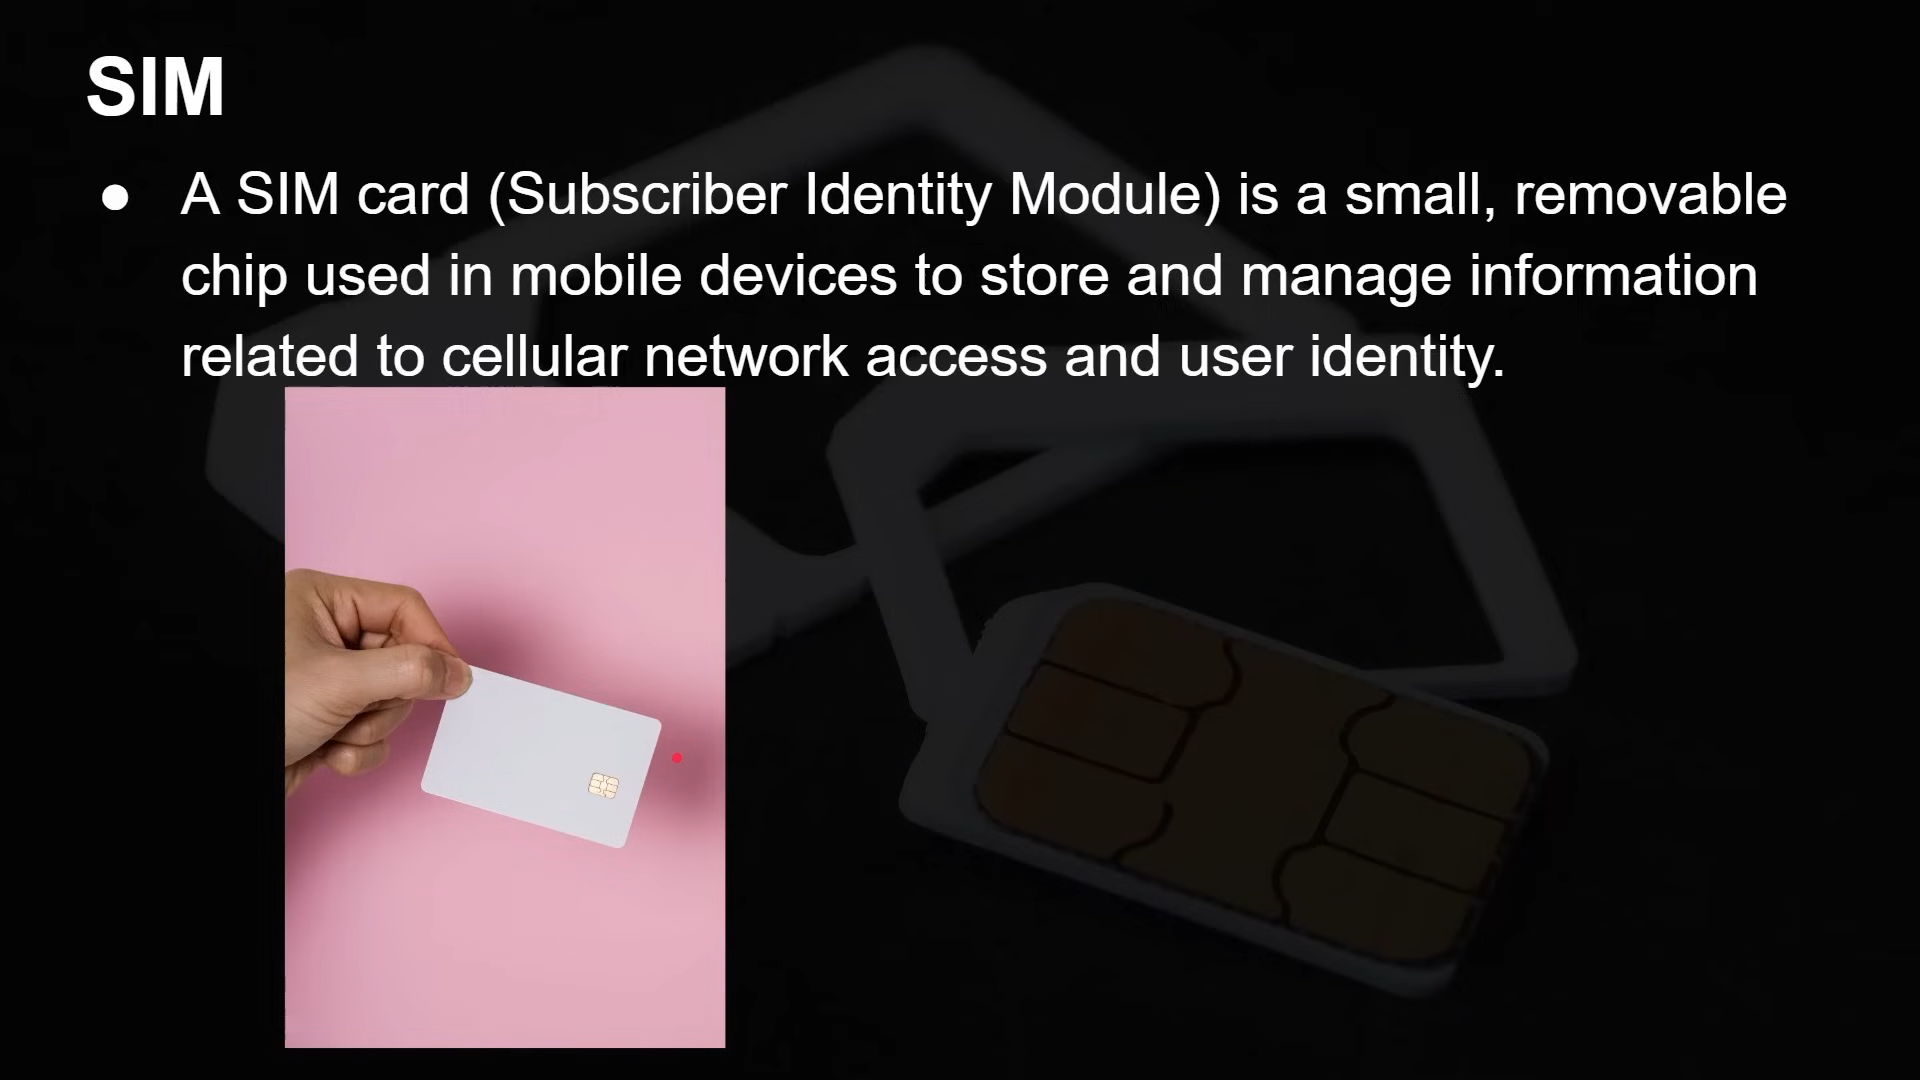 SIM
● A SIM card (Subscriber Identity Module) is a small, removable
chip used in mobile devices to store and manage information
related to cellular network access and user identity.